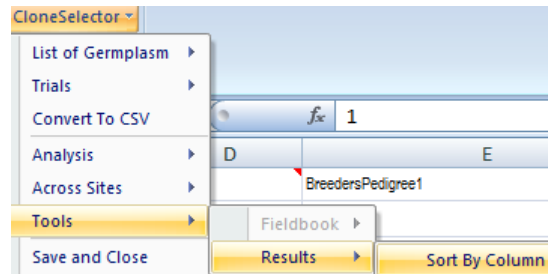 CloneSelector
List of Germplasm
Trials
Convert To CSV
fx 1
Analysis
D E
Across Sites
BreedersPedigree1
Tools
Fieldbook
Save and Close
Results
Sort By Column